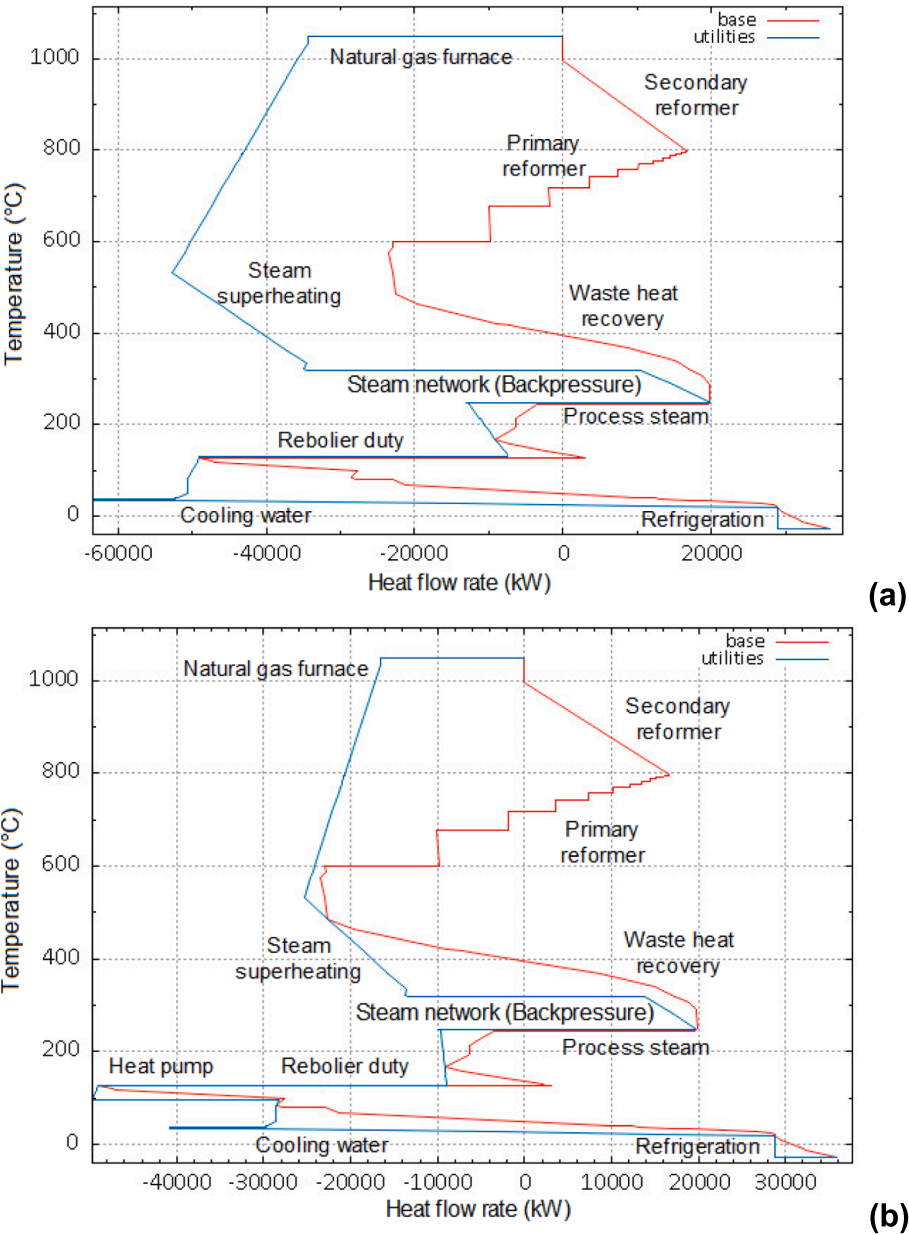 base
utilities
1000
800
600
400
200
0
Temperature (°C)
Natural gas furnace
Secondary
reformer
Primary
reformer
Steam
superheating
Waste heat
recovery
Steam network (Backpressure)
Process steam
Rebolier duty
Cooling water
Refrigeration
-60000 -40000 -20000 0 20000
Heat flow rate (kW)
(a)
base
utilities
1000
800
600
400
200
0
Temperature (°C)
Natural gas furnace
Secondary
reformer
Primary
reformer
Steam
superheating
Waste heat
recovery
Steam network (Backpressure)
Process steam
Heat pump
Rebolier duty
Cooling water
Refrigeration
-40000 -30000 -20000 -10000 0 10000 20000 30000
Heat flow rate (kW)
(b)